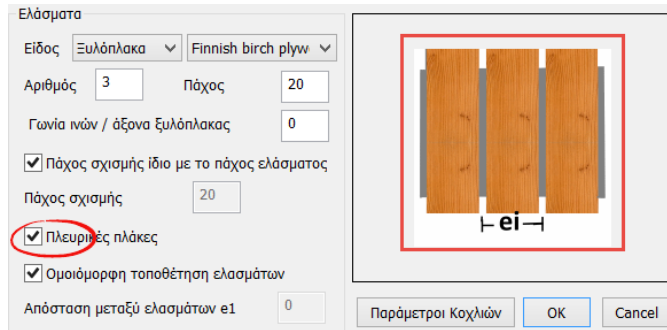 Ελάσματα
Είδος Ξυλόπλακα Finnish birch plyw
Αριθμός 3 Πάχος 20
Γωνία ινών / άξονα ξυλόπλακας 0
Πάχος σχισμής ίδιο με το πάχος ελάσματος
Πάχος σχισμής 20
Πλευρικές πλάκες
Ομοιόμορφη τοποθέτηση ελασμάτων
Απόσταση μεταξύ ελασμάτων e1 0
ei
Παράμετροι Κοχλιών OK Cancel